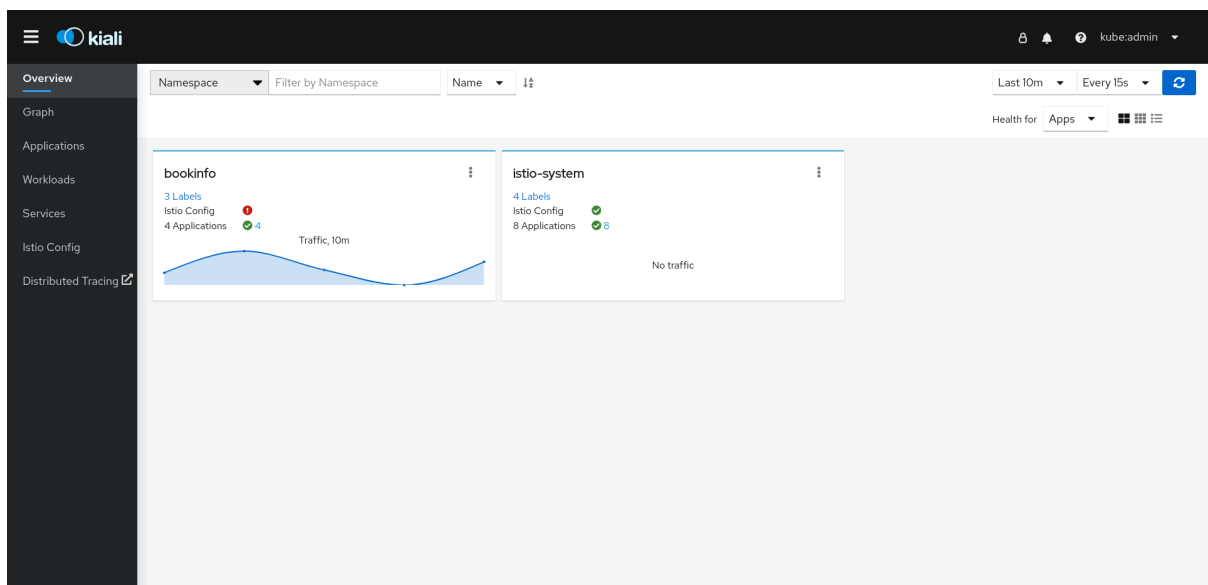 kiali
kube:admin
Overview
Graph
Applications
Workloads
Services
Istio Config
Distributed Tracing
Namespace
Filter by Namespace
Name
Last 10m
Every 15s
Health for
Apps
bookinfo
3 Labels
Istio Config
4 Applications 4
Traffic, 10m
istio-system
4 Labels
Istio Config
8 Applications 8
No traffic